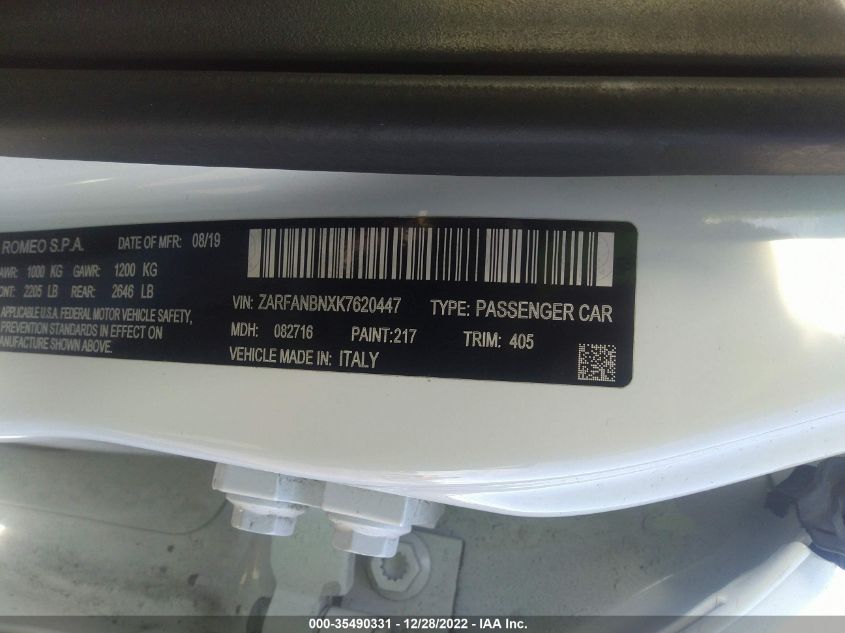 ROMEO S.P.A. DATE OF MFR: 08/19
GAWR: 1000 KG GAWR: 1200 KG
2205 LB REAR: 2646 LB
APPLICABLE U.S.A. FEDERAL MOTOR VEHICLE SAFETY,
PREVENTION STANDARDS IN EFFECT ON
MANUFACTURE SHOWN ABOVE.
VIN: ZARFANBNXK7620447 TYPE: PASSENGER CAR
MDH: 082716 PAINT:217 TRIM: 405
VEHICLE MADE IN: ITALY
000-35490331 - 12/28/2022 - IAA Inc.